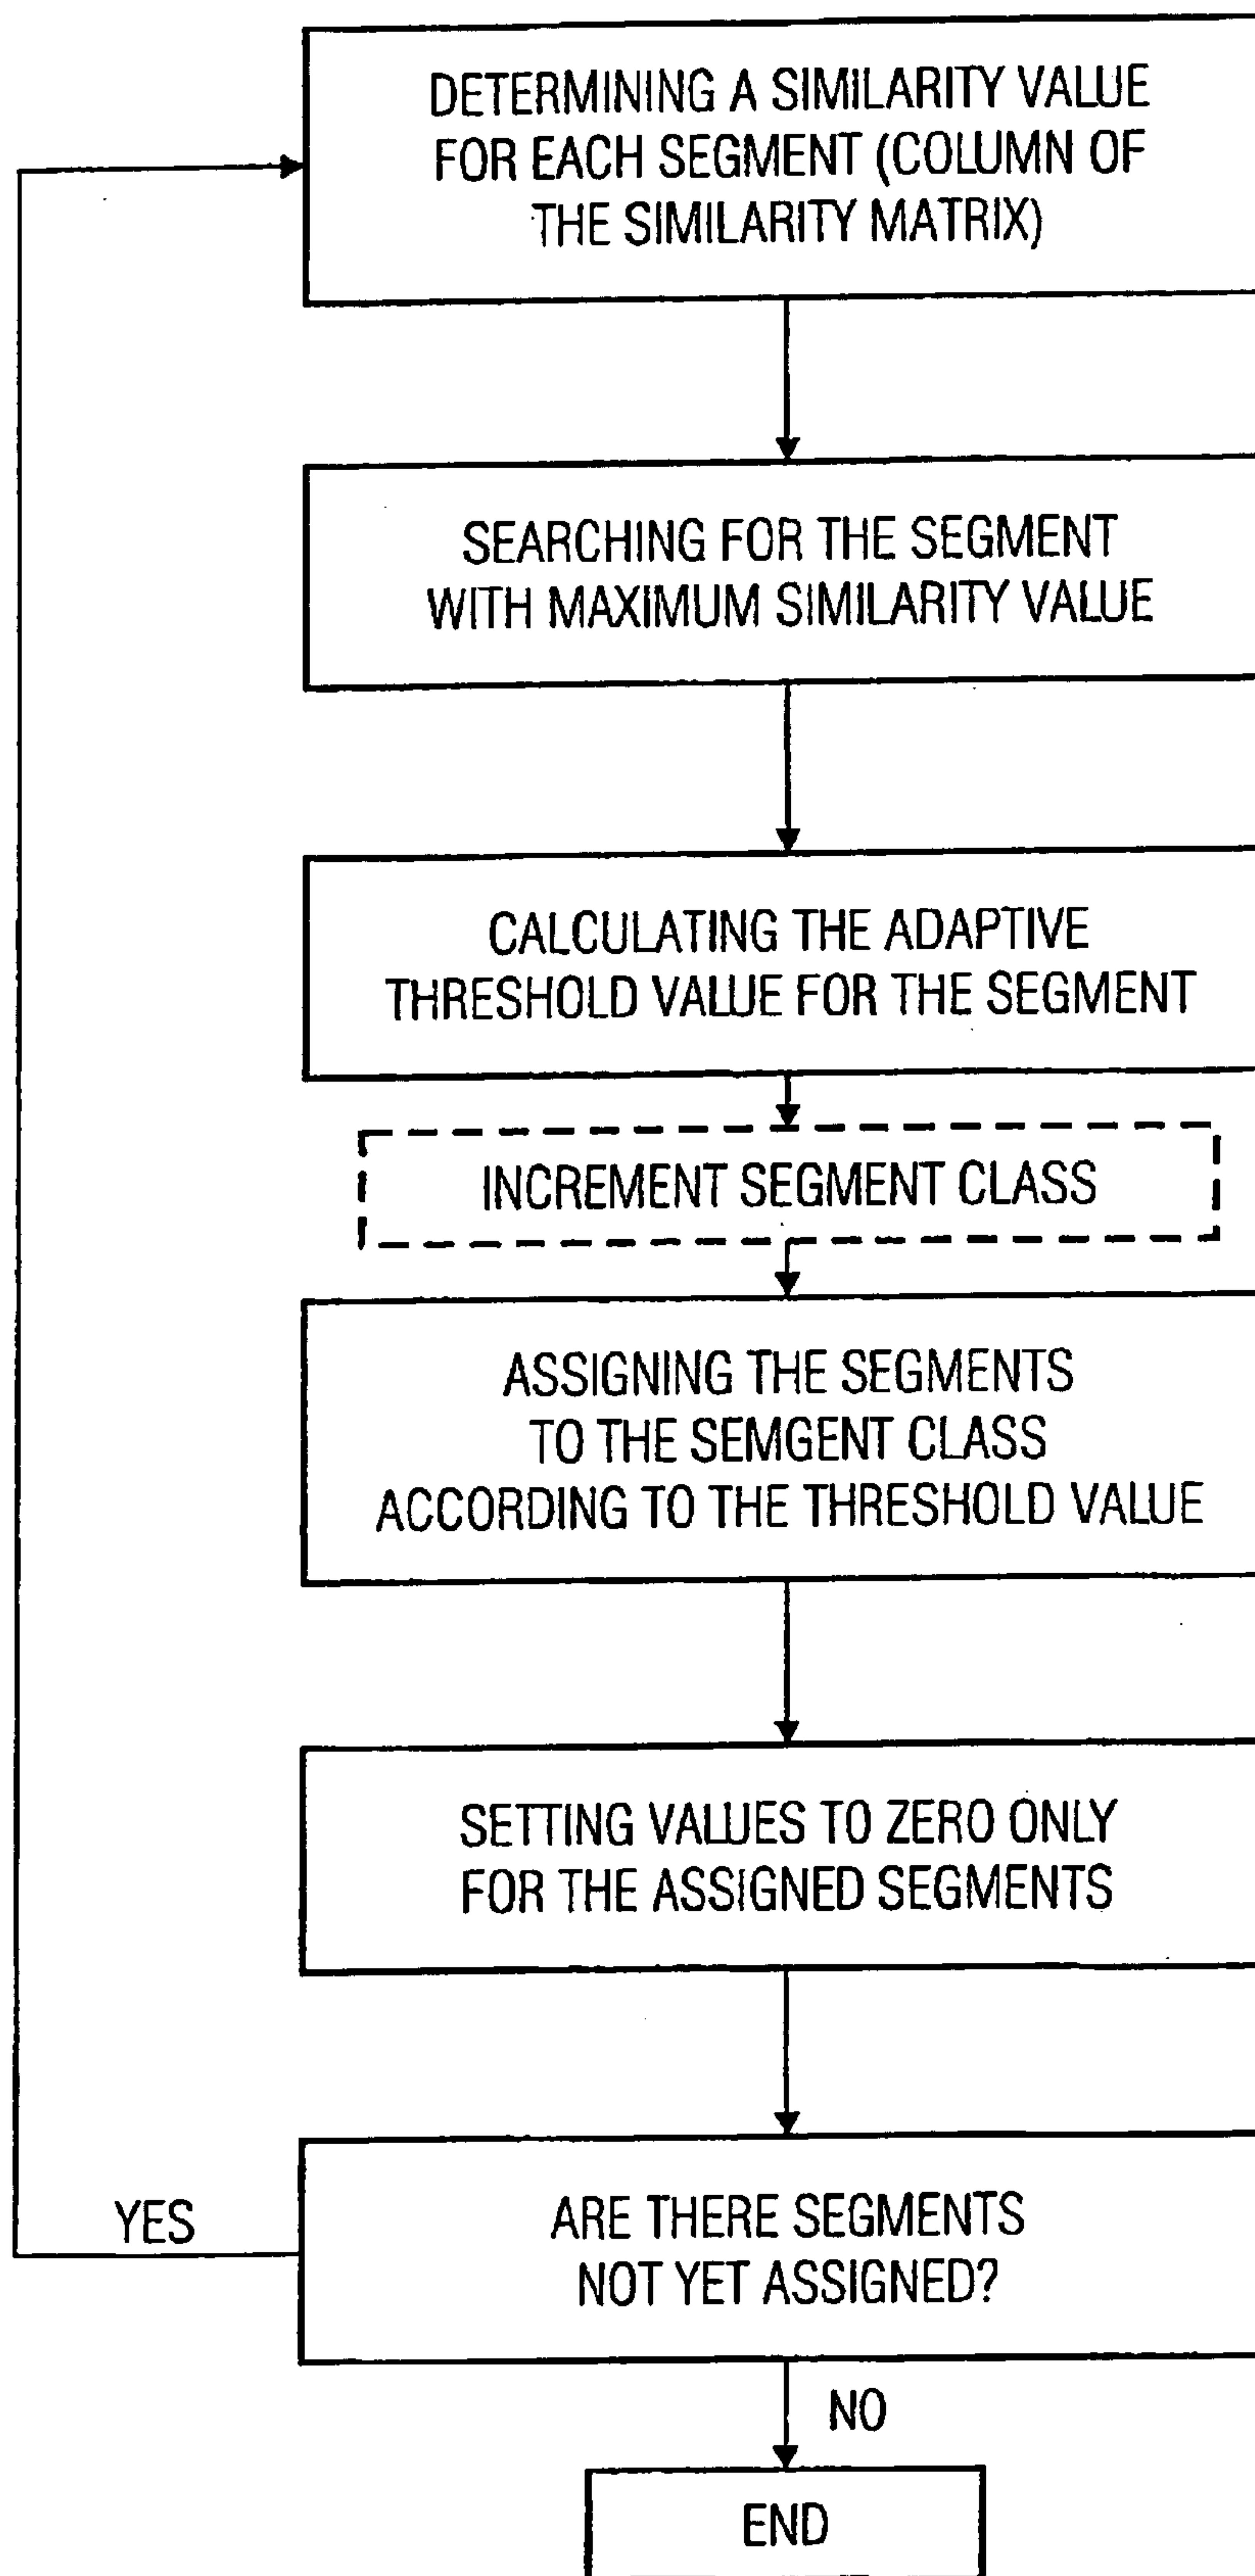 DETERMINING A SIMILARITY VALUE
FOR EACH SEGMENT (COLUMN OF
THE SIMILARITY MATRIX)
SEARCHING FOR THE SEGMENT
WITH MAXIMUM SIMILARITY VALUE
CALCULATING THE ADAPTIVE
THRESHOLD VALUE FOR THE SEGMENT
INCREMENT SEGMENT CLASS
ASSIGNING THE SEGMENTS
TO THE SEMGENT CLASS
ACCORDING TO THE THRESHOLD VALUE
SETTING VALUES TO ZERO ONLY
FOR THE ASSIGNED SEGMENTS
YES
ARE THERE SEGMENTS
NOT YET ASSIGNED?
NO
END